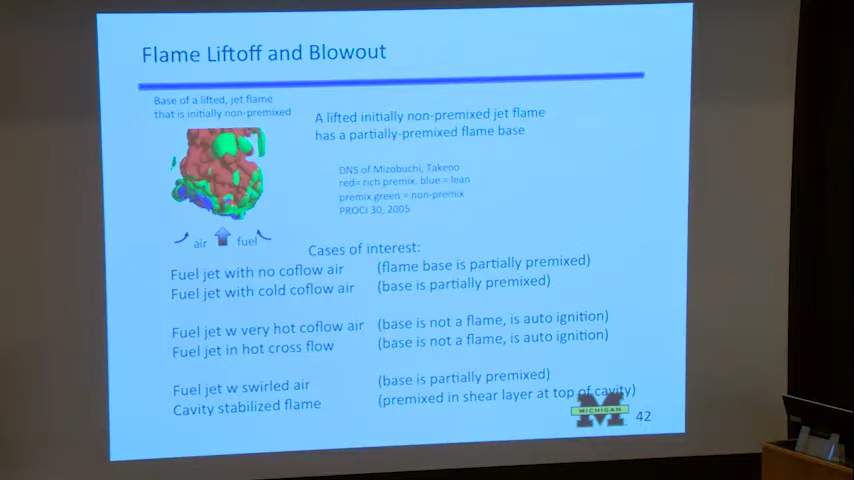 Flame Liftoff and Blowout
Base of a lifted, jet flame
that is initially non-premixed
A lifted initially non-premixed jet flame
has a partially-premixed flame base
DNS of Mizobuchi, Takeno
red= rich premix, blue = lean
premix green = non-premix
PROCI 30, 2005
air fuel
Cases of interest:
Fuel jet with no coflow air (flame base is partially premixed)
Fuel jet with cold coflow air (base is partially premixed)
Fuel jet w very hot coflow air (base is not a flame, is auto ignition)
Fuel jet in hot cross flow (base is not a flame, is auto ignition)
Fuel jet w swirled air (base is partially premixed)
Cavity stabilized flame (premixed in shear layer at top of cavity)
M
MICHIGAN
42